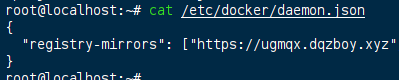 root@localhost:~# cat /etc/docker/daemon.json
{
  "registry-mirrors": ["https://ugmqx.dqzboy.xyz"
}
root@localhost:~#